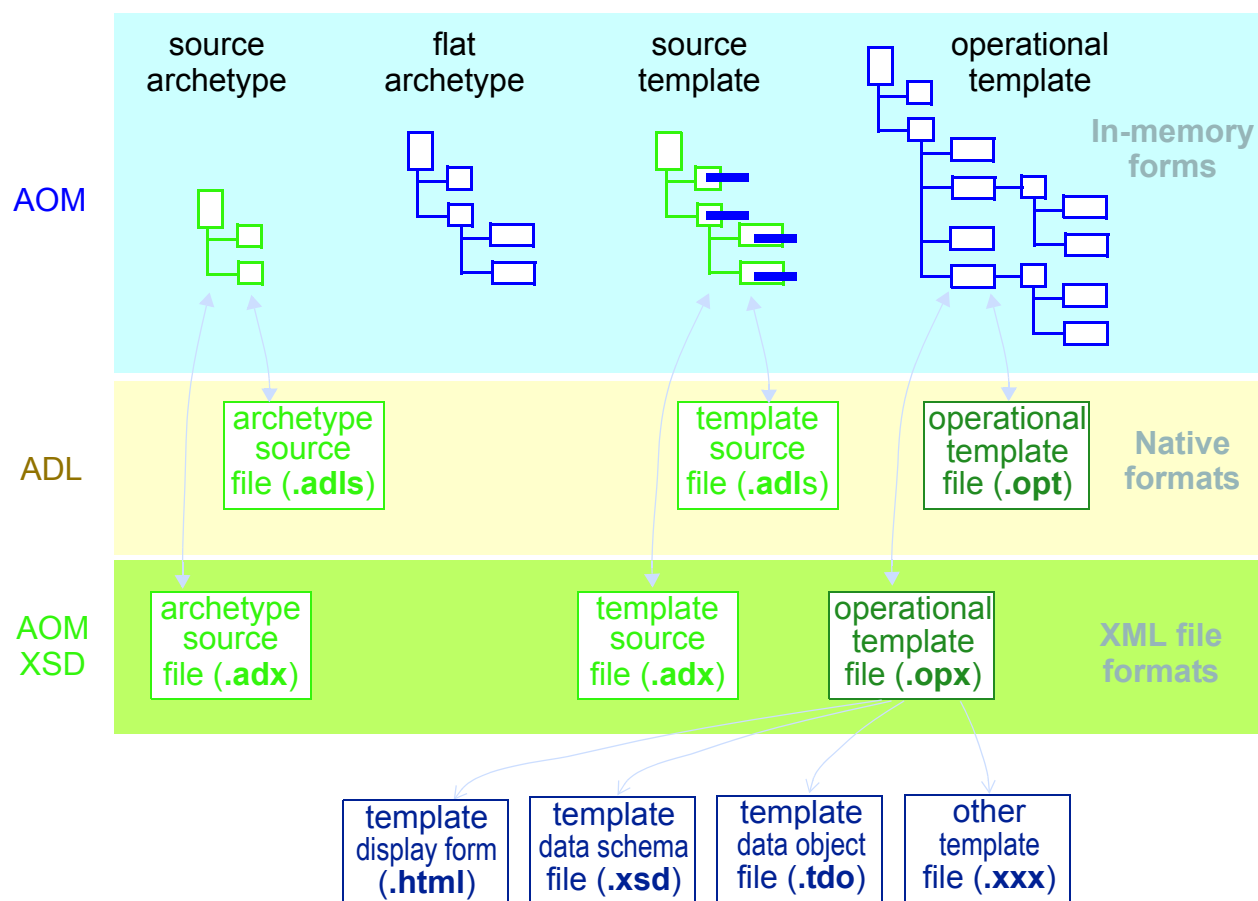 source
archetype
flat
archetype
source
template
operational
template
In-memory
forms
AOM
ADL
archetype
source
file (.adls)
template
source
file (.adls)
operational
template
file (.opt)
Native
formats
AOM
XSD
archetype
source
file (.adx)
template
source
file (.adx)
operational
template
file (.opx)
XML file
formats
template
display form
(.html)
template
data schema
file (.xsd)
template
data object
file (.tdo)
other
template
file (.xxx)